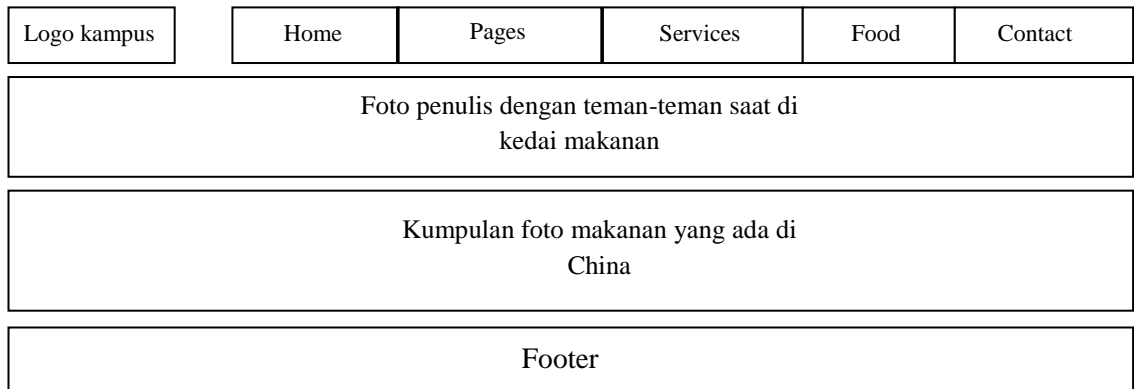 Logo kampus
Home
Pages
Services
Food
Contact
Foto penulis dengan teman-teman saat di
kedai makanan
Kumpulan foto makanan yang ada di
China
Footer